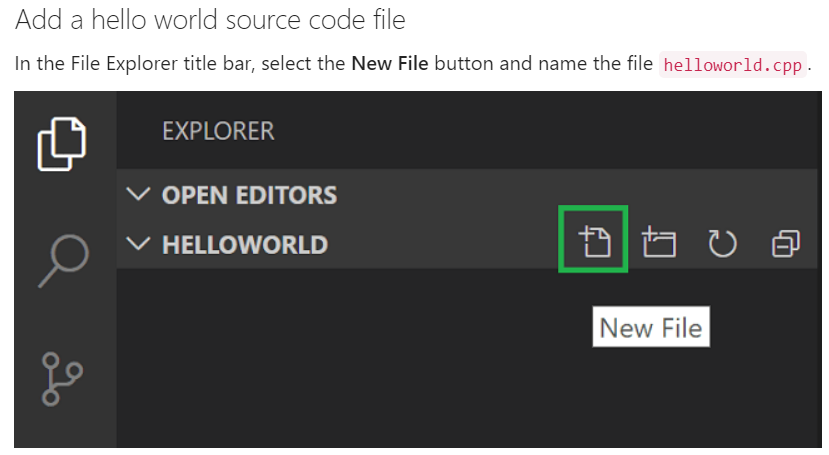 Add a hello world source code file
In the File Explorer title bar, select the New File button and name the file helloworld.cpp.
EXPLORER
OPEN EDITORS
HELLOWORLD
New File